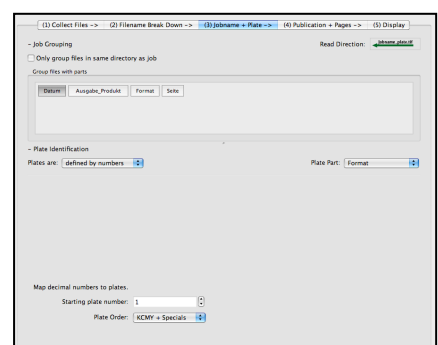 (1) Collect Files -> (2) Filename Break Down -> (3) Jobname + Plate -> (4) Publication + Pages -> (5) Display
– Job Grouping Read Direction: Jobname_plate.tif
Only group files in same directory as job
Group files with parts
Datum Ausgabe_Produkt Format Seite
– Plate Identification
Plates are: defined by numbers Plate Part: Format
Map decimal numbers to plates.
Starting plate number: 1
Plate Order: KCMY + Specials